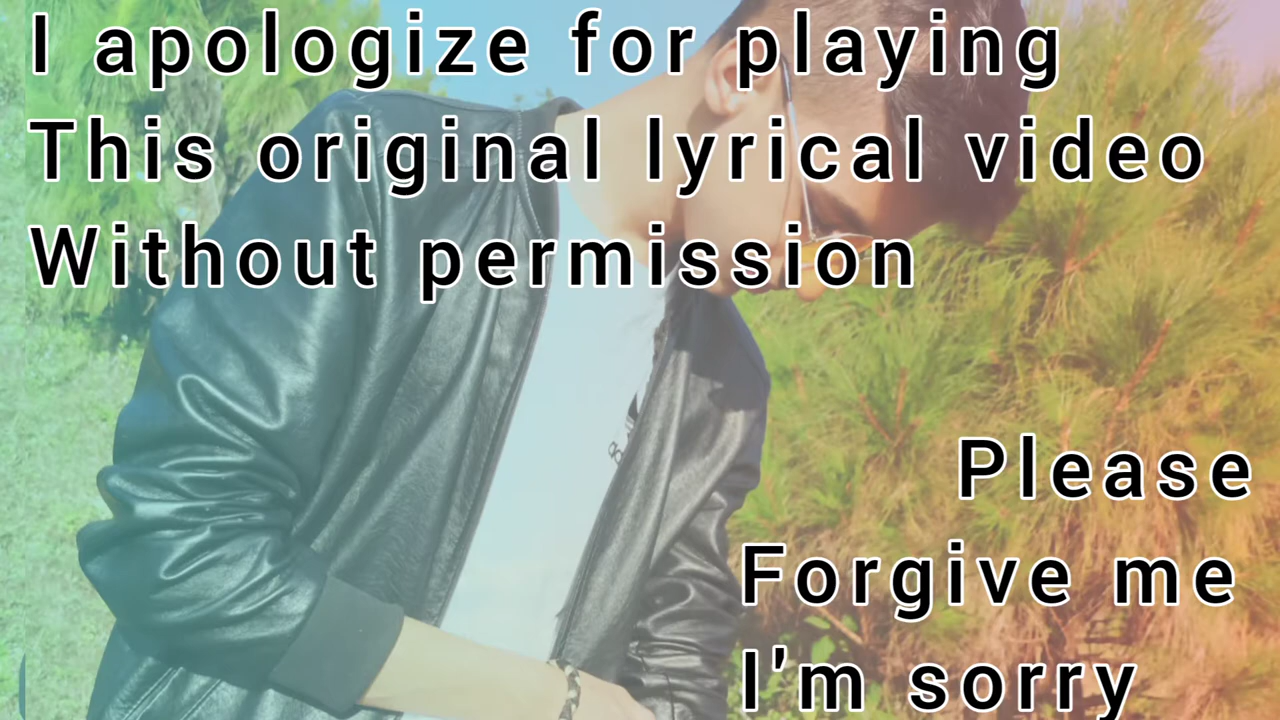 I apologize for playing
This original lyrical video
Without permission
Please
Forgive me
I'm sorry